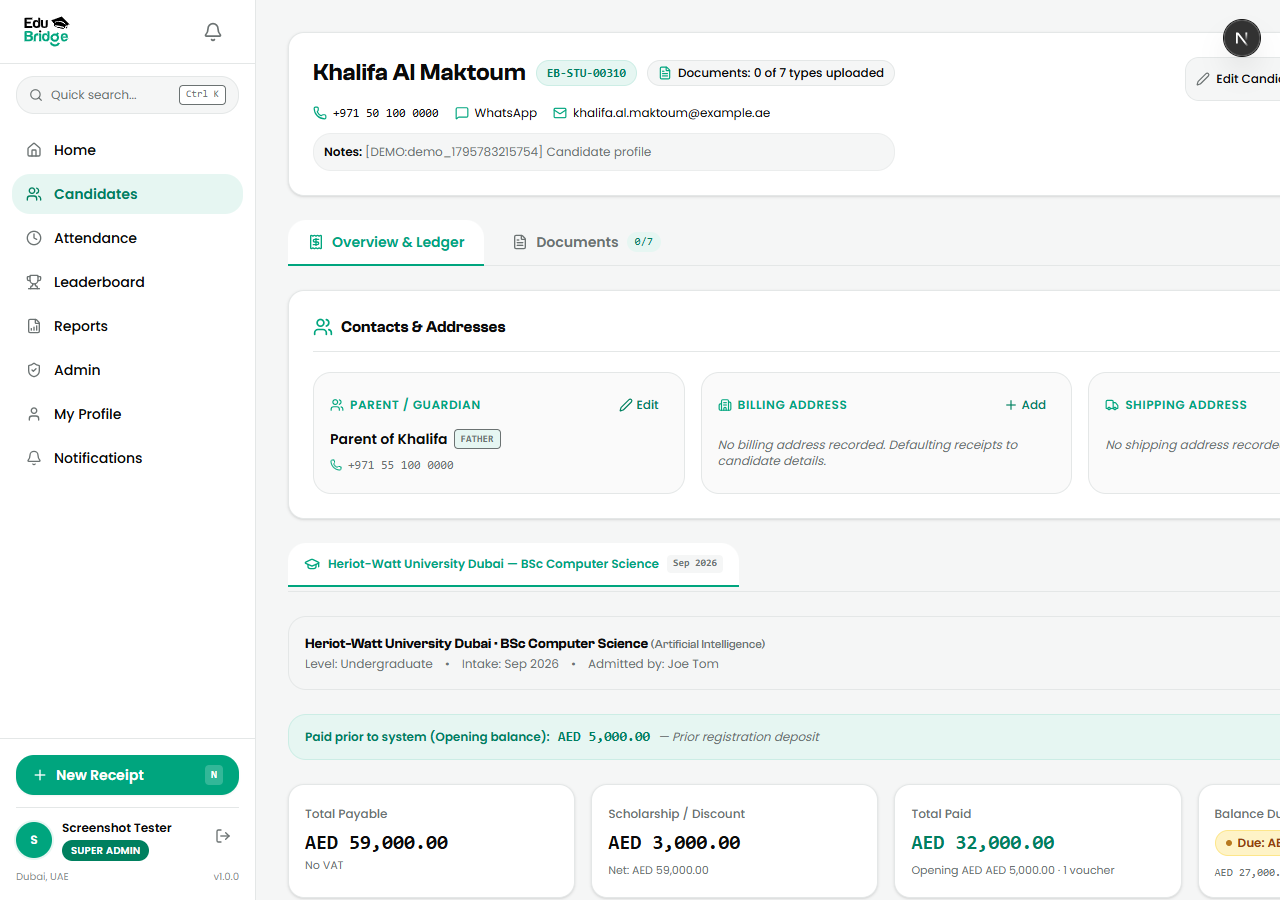 Edu
Bridge
Quick search...
Ctrl K
Home
Candidates
Attendance
Leaderboard
Reports
Admin
My Profile
Notifications
New Receipt
N
S
Screenshot Tester
SUPER ADMIN
Dubai, UAE
v1.0.0
N
Khalifa Al Maktoum
EB-STU-00310
Documents: 0 of 7 types uploaded
Edit Candi
+971 50 100 0000
WhatsApp
khalifa.al.maktoum@example.ae
Notes: [DEMO:demo_1795783215754] Candidate profile
Overview & Ledger
Documents
0/7
Contacts & Addresses
PARENT / GUARDIAN
Edit
Parent of Khalifa
FATHER
+971 55 100 0000
BILLING ADDRESS
+ Add
No billing address recorded. Defaulting receipts to
candidate details.
SHIPPING ADDRESS
No shipping address recorde
Heriot-Watt University Dubai — BSc Computer Science
Sep 2026
Heriot-Watt University Dubai · BSc Computer Science (Artificial Intelligence)
Level: Undergraduate • Intake: Sep 2026 • Admitted by: Joe Tom
Paid prior to system (Opening balance): AED 5,000.00 — Prior registration deposit
Total Payable
AED 59,000.00
No VAT
Scholarship / Discount
AED 3,000.00
Net: AED 59,000.00
Total Paid
AED 32,000.00
Opening AED AED 5,000.00 · 1 voucher
Balance Du
Due: AE
AED 27,000.